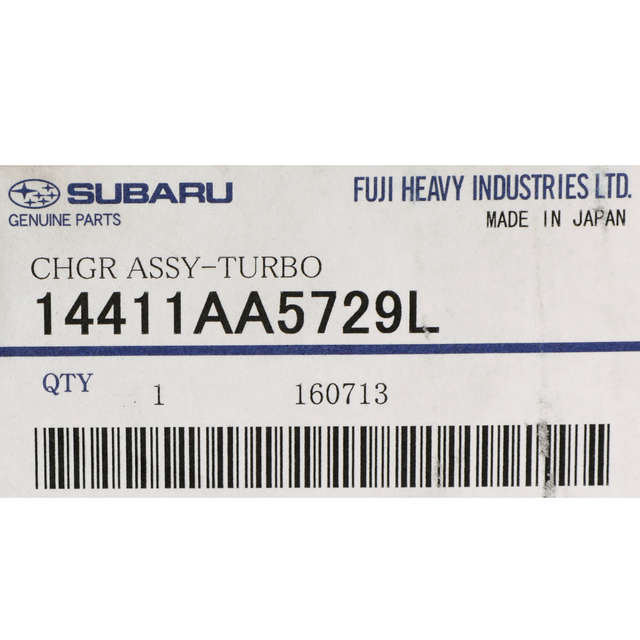 SUBARU FUJI HEAVY INDUSTRIES LTD.
GENUINE PARTS MADE IN JAPAN
CHGR ASSY-TURBO
14411AA5729L
QTY 1 160713